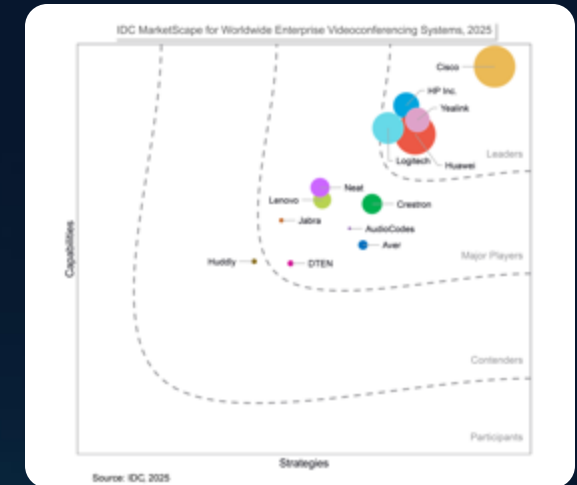 IDC MarketScape for Worldwide Enterprise Videoconferencing Systems, 2025
Cisco
HP Inc.
Yealink
Logitech
Huawei
Leaders
Neat
Lenovo
Crestron
Jabra
AudioCodes
Aver
Huddly
DTEN
Major Players
Contenders
Participants
Capabilities
Strategies
Source: IDC, 2025